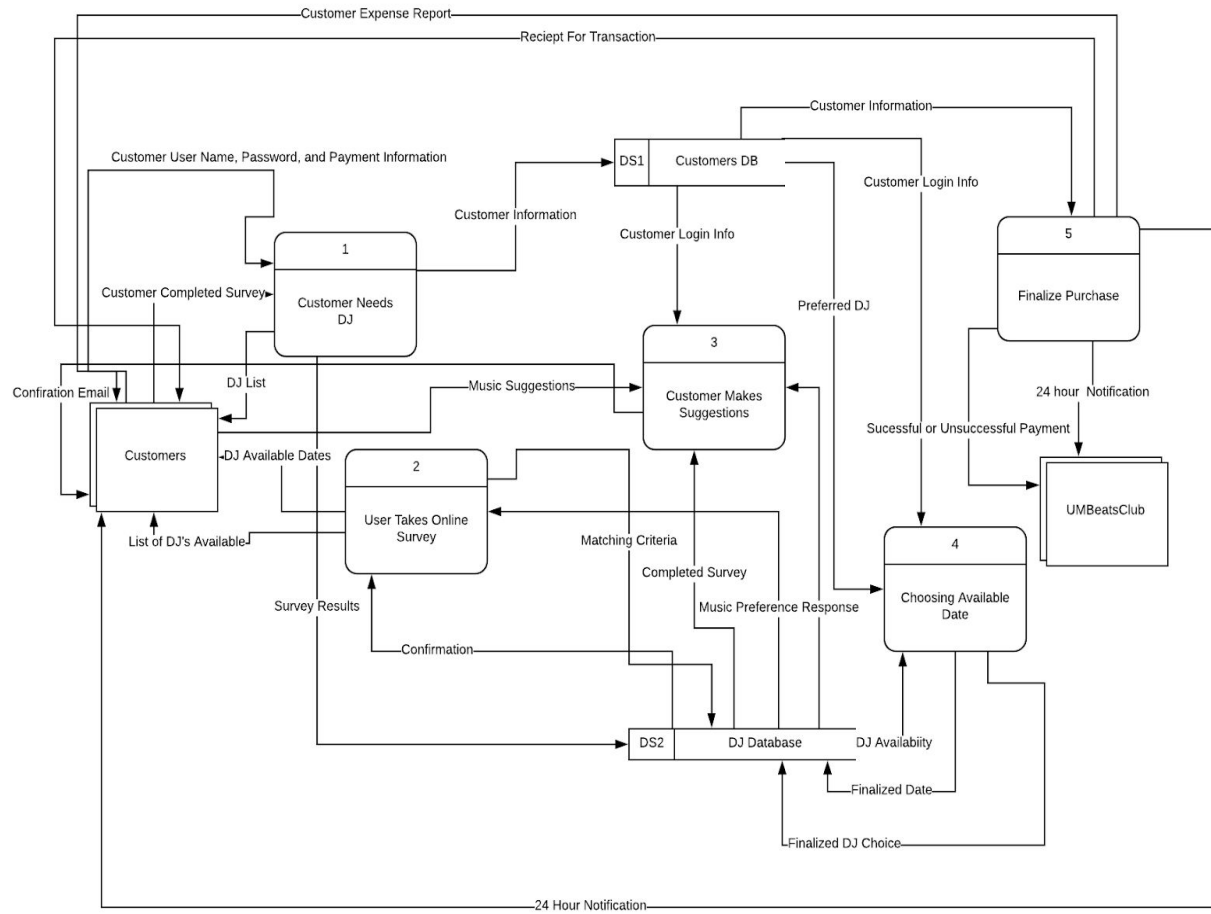 Customer Expense Report
Reciept For Transaction
Customer Information
Customer User Name, Password, and Payment Information
DS1
Customers DB
Customer Login Info
Customer Information
Customer Login Info
1
Customer Needs
DJ
5
Finalize Purchase
Customer Completed Survey
Preferred DJ
3
Customer Makes
Suggestions
DJ List
Music Suggestions
Confiration Email
24 hour Notification
Sucessful or Unsuccessful Payment
Customers
DJ Available Dates
2
User Takes Online
Survey
UMBeatsClub
List of DJ's Available
Matching Criteria
4
Choosing Available
Date
Completed Survey
Survey Results
Music Preference Response
Confirmation
DS2
DJ Database
DJ Availabiity
Finalized Date
Finalized DJ Choice
24 Hour Notification